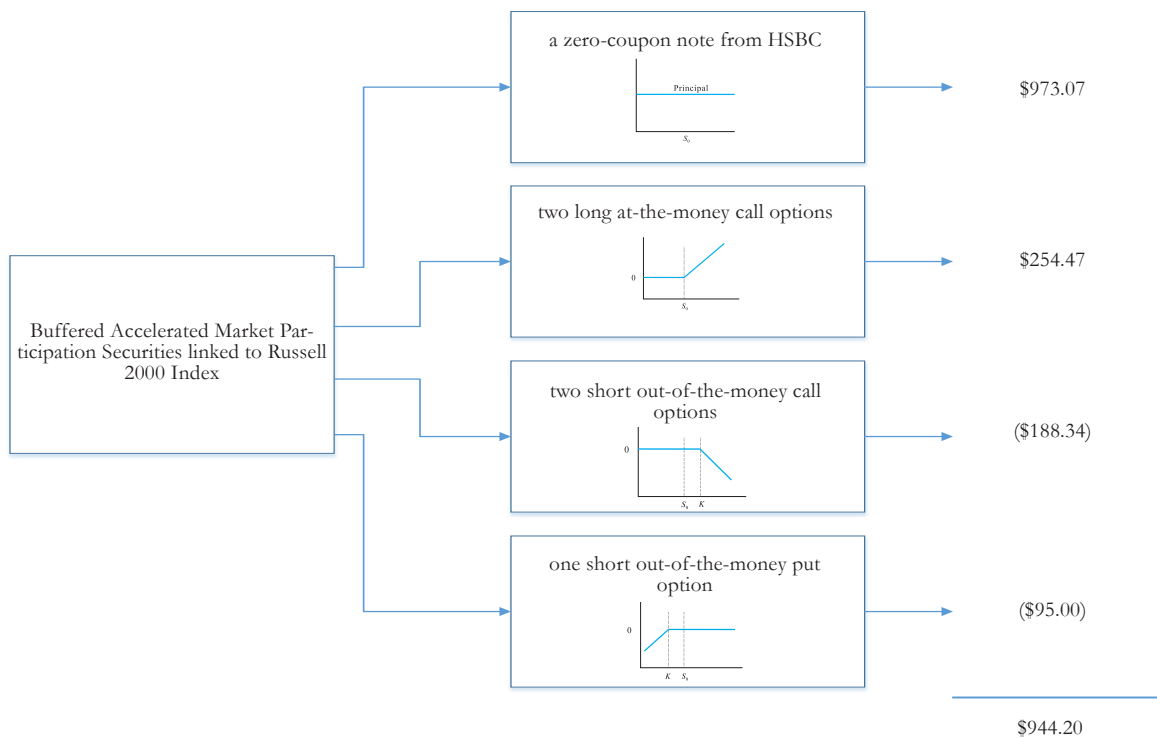 a zero-coupon note from HSBC
Principal
S₀
$973.07
two long at-the-money call options
0
S₀
$254.47
Buffered Accelerated Market Par-
ticipation Securities linked to Russell
2000 Index
two short out-of-the-money call
options
0
S₀ K
($188.34)
one short out-of-the-money put
option
0
K S₀
($95.00)
$944.20